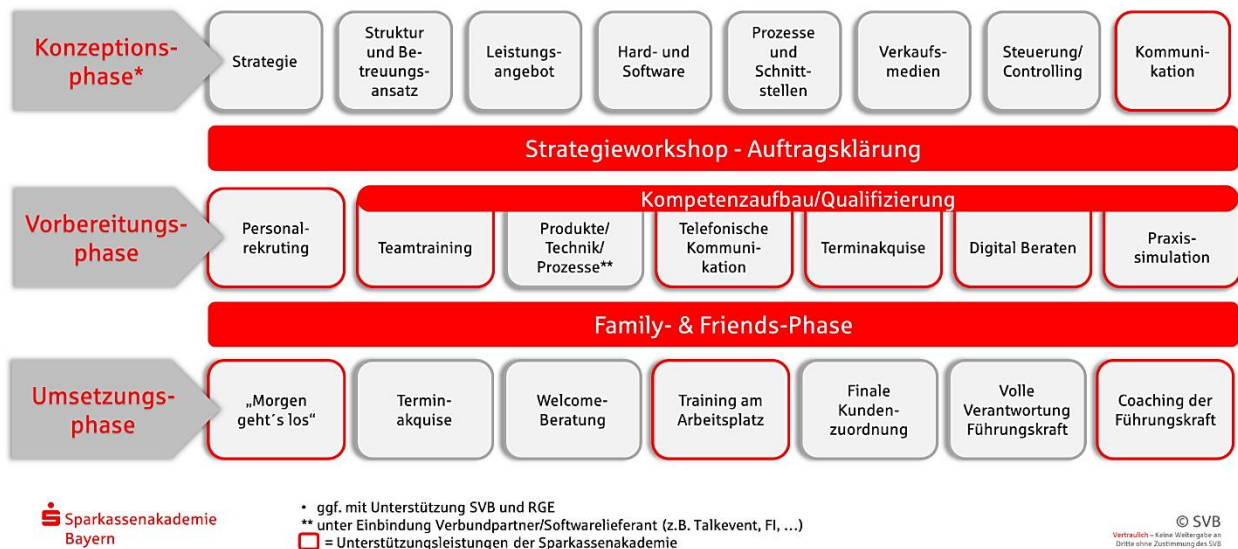 Konzeptions-
phase*
Strategie
Struktur
und Be-
treuungs-
ansatz
Leistungs-
angebot
Hard- und
Software
Prozesse
und
Schnitt-
stellen
Verkaufs-
medien
Steuerung/
Controlling
Kommuni-
kation
Strategieworkshop - Auftragsklärung
Vorbereitungs-
phase
Kompetenzaufbau/Qualifizierung
Personal-
rekruting
Teamtraining
Produkte/
Technik/
Prozesse**
Telefonische
Kommuni-
kation
Terminakquise
Digital Beraten
Praxis-
simulation
Family- & Friends-Phase
Umsetzungs-
phase
„Morgen
geht´s los“
Termin-
akquise
Welcome-
Beratung
Training am
Arbeitsplatz
Finale
Kunden-
zuordnung
Volle
Verantwortung
Führungskraft
Coaching der
Führungskraft
Sparkassenakademie
Bayern
• ggf. mit Unterstützung SVB und RGE
** unter Einbindung Verbundpartner/Softwarelieferant (z.B. Talkevent, FI, ...)
= Unterstützungsleistungen der Sparkassenakademie
© SVB
Vertraulich – Keine Weitergabe an
Dritte ohne Zustimmung des SVB